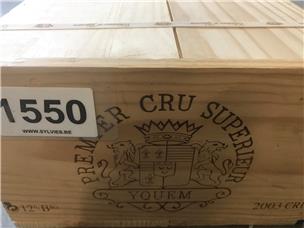 1550
WWW.SYLVIES.BE
PREMIER CRU SUPERIEUR
YQUEM
2003 CRU